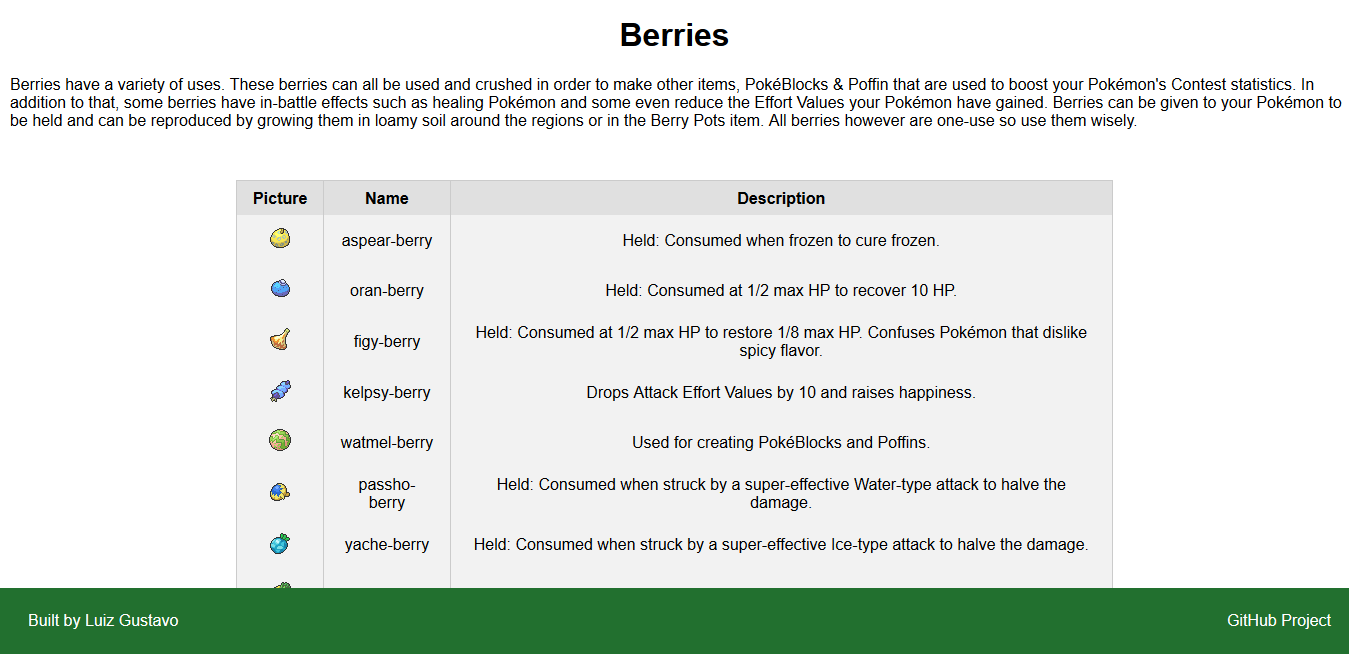 Berries
Berries have a variety of uses. These berries can all be used and crushed in order to make other items, PokéBlocks & Poffin that are used to boost your Pokémon's Contest statistics. In
addition to that, some berries have in-battle effects such as healing Pokémon and some even reduce the Effort Values your Pokémon have gained. Berries can be given to your Pokémon to
be held and can be reproduced by growing them in loamy soil around the regions or in the Berry Pots item. All berries however are one-use so use them wisely.
Picture Name Description
aspear-berry Held: Consumed when frozen to cure frozen.
oran-berry Held: Consumed at 1/2 max HP to recover 10 HP.
figy-berry Held: Consumed at 1/2 max HP to restore 1/8 max HP. Confuses Pokémon that dislike
spicy flavor.
kelpsy-berry Drops Attack Effort Values by 10 and raises happiness.
watmel-berry Used for creating PokéBlocks and Poffins.
passho-
berry
Held: Consumed when struck by a super-effective Water-type attack to halve the
damage.
yache-berry Held: Consumed when struck by a super-effective Ice-type attack to halve the damage.
Built by Luiz Gustavo GitHub Project